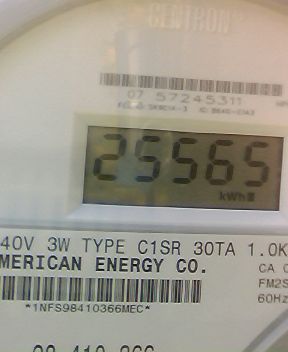 CENTRON
07 57245311
25565
kWh
40V 3W TYPE C1SR 30TA 1.0K
MERICAN ENERGY CO.
CA
FM2S
60Hz
*1NFS98410366MEC*